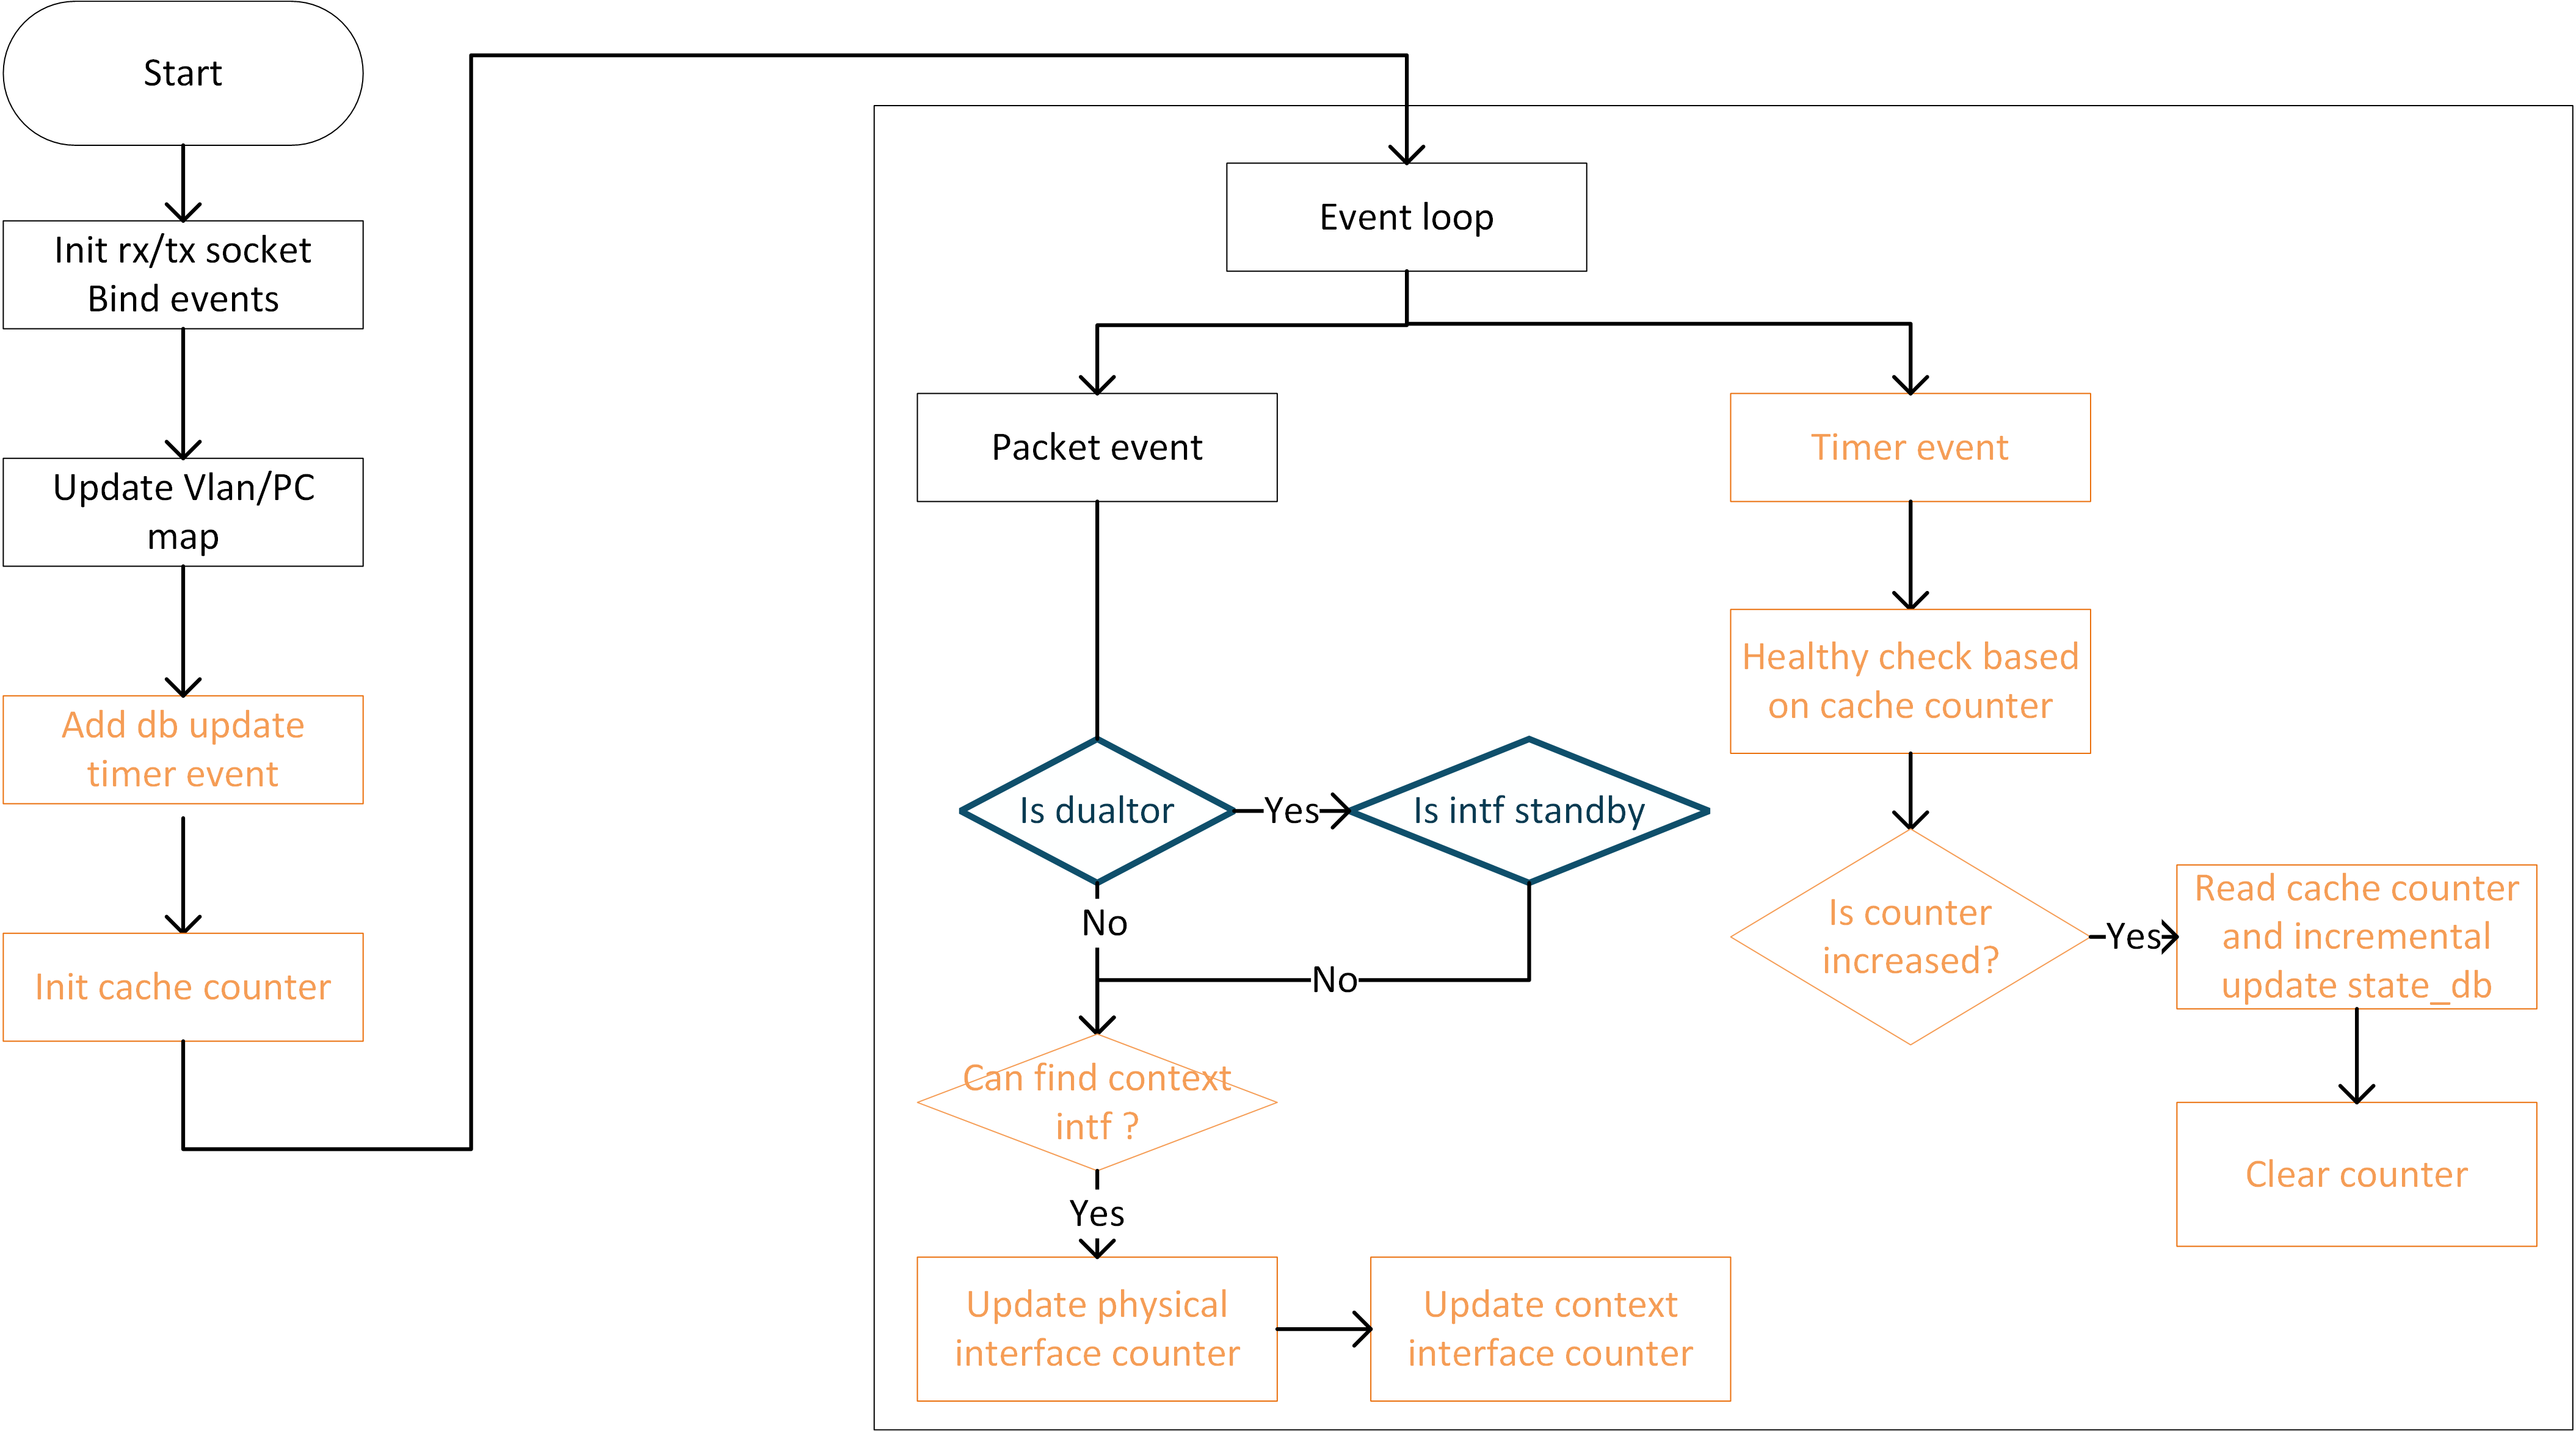 Start
Init rx/tx socket
Bind events
Update Vlan/PC
map
Add db update
timer event
Init cache counter
Event loop
Packet event
Is dualtor
Yes
Is intf standby
No
No
Can find context
intf ?
Yes
Update physical
interface counter
Update context
interface counter
Timer event
Healthy check based
on cache counter
Is counter
increased?
Yes
Read cache counter
and incremental
update state_db
Clear counter